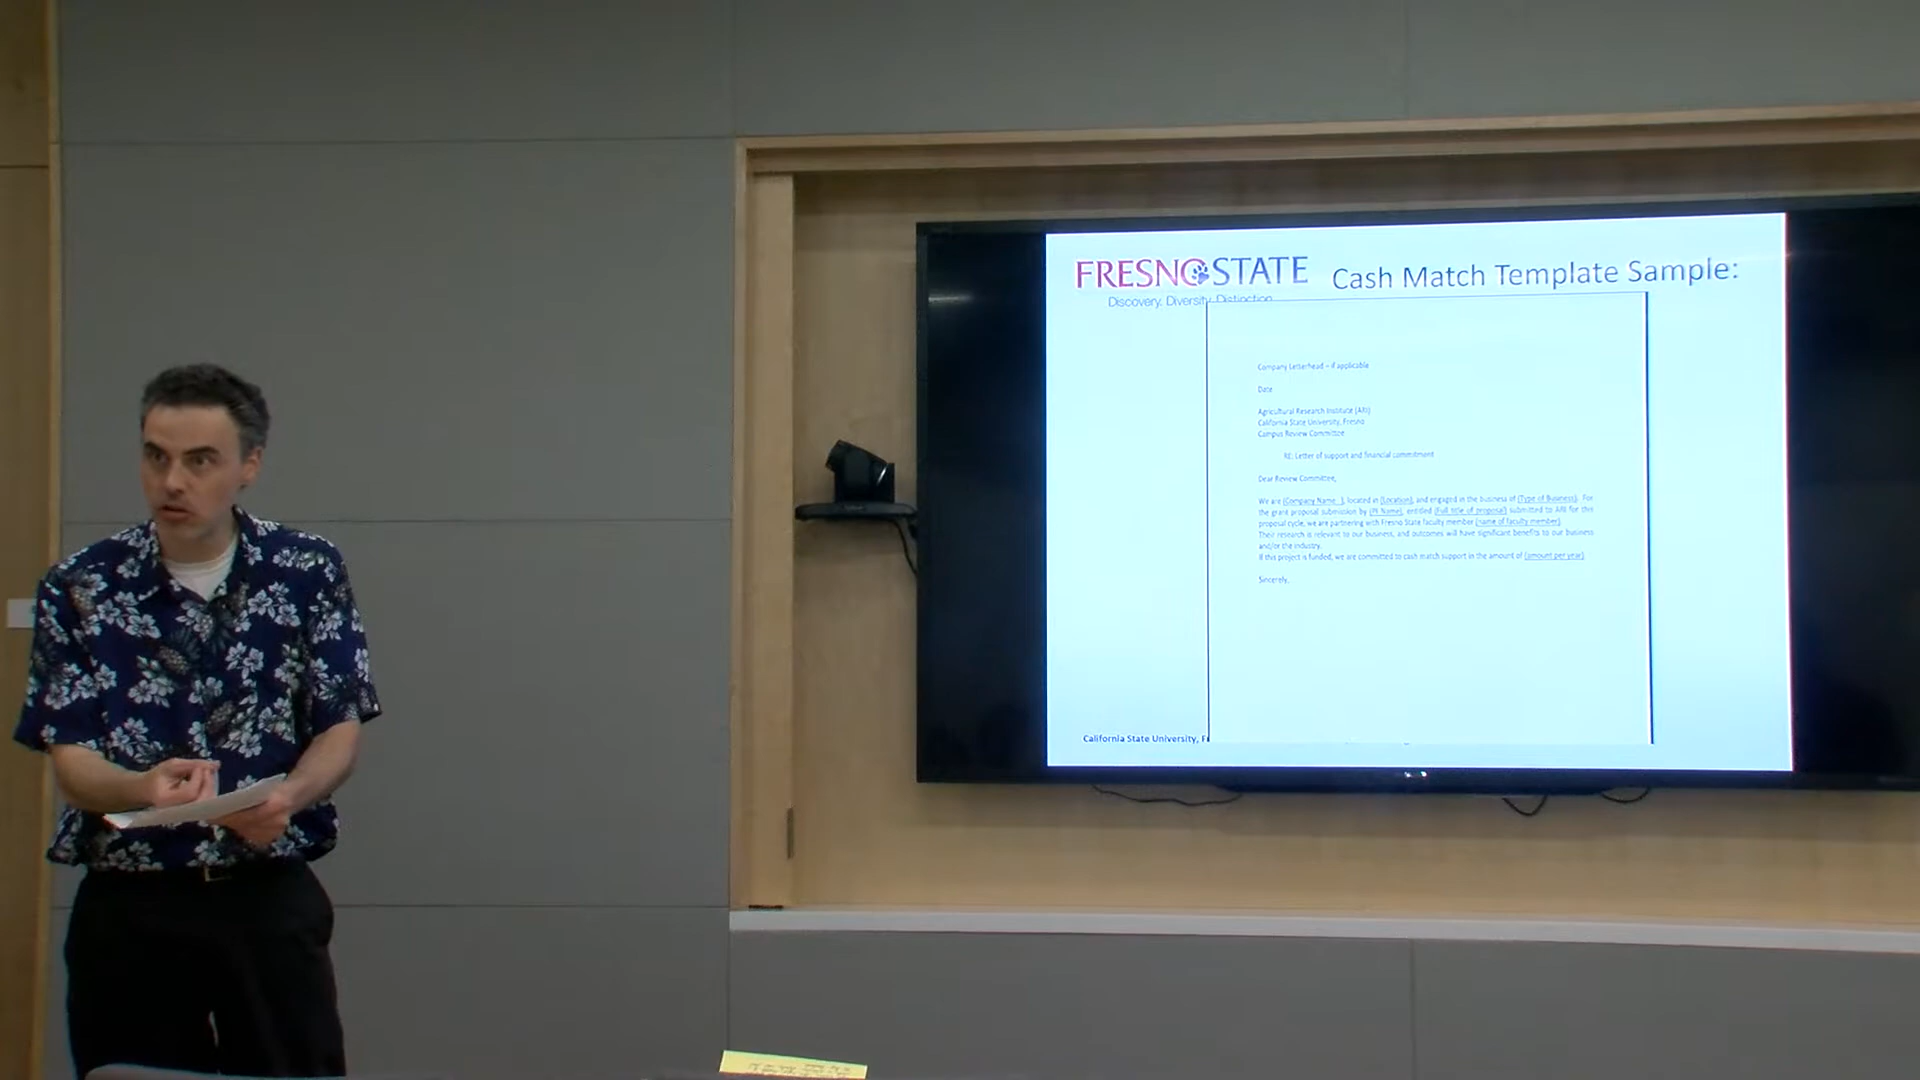 FRESNO STATE
Discovery. Diversity. Distinction.
Cash Match Template Sample:
Company Letterhead – if applicable
Date
Agricultural Research Institute (ARI)
California State University, Fresno
Campus Review Committee
RE: Letter of support and financial commitment
Dear Review Committee,
We are (Company Name ), located in (Location), and engaged in the business of (Type of Business). For
the grant proposal submission by (PI Name), entitled (Full title of proposal) submitted to ARI for this
proposal cycle, we are partnering with Fresno State faculty member (name of faculty member).
Their research is relevant to our business, and outcomes will have significant benefits to our business
and/or the industry.
If this project is funded, we are committed to cash match support in the amount of (amount per year).
Sincerely,
California State University, F